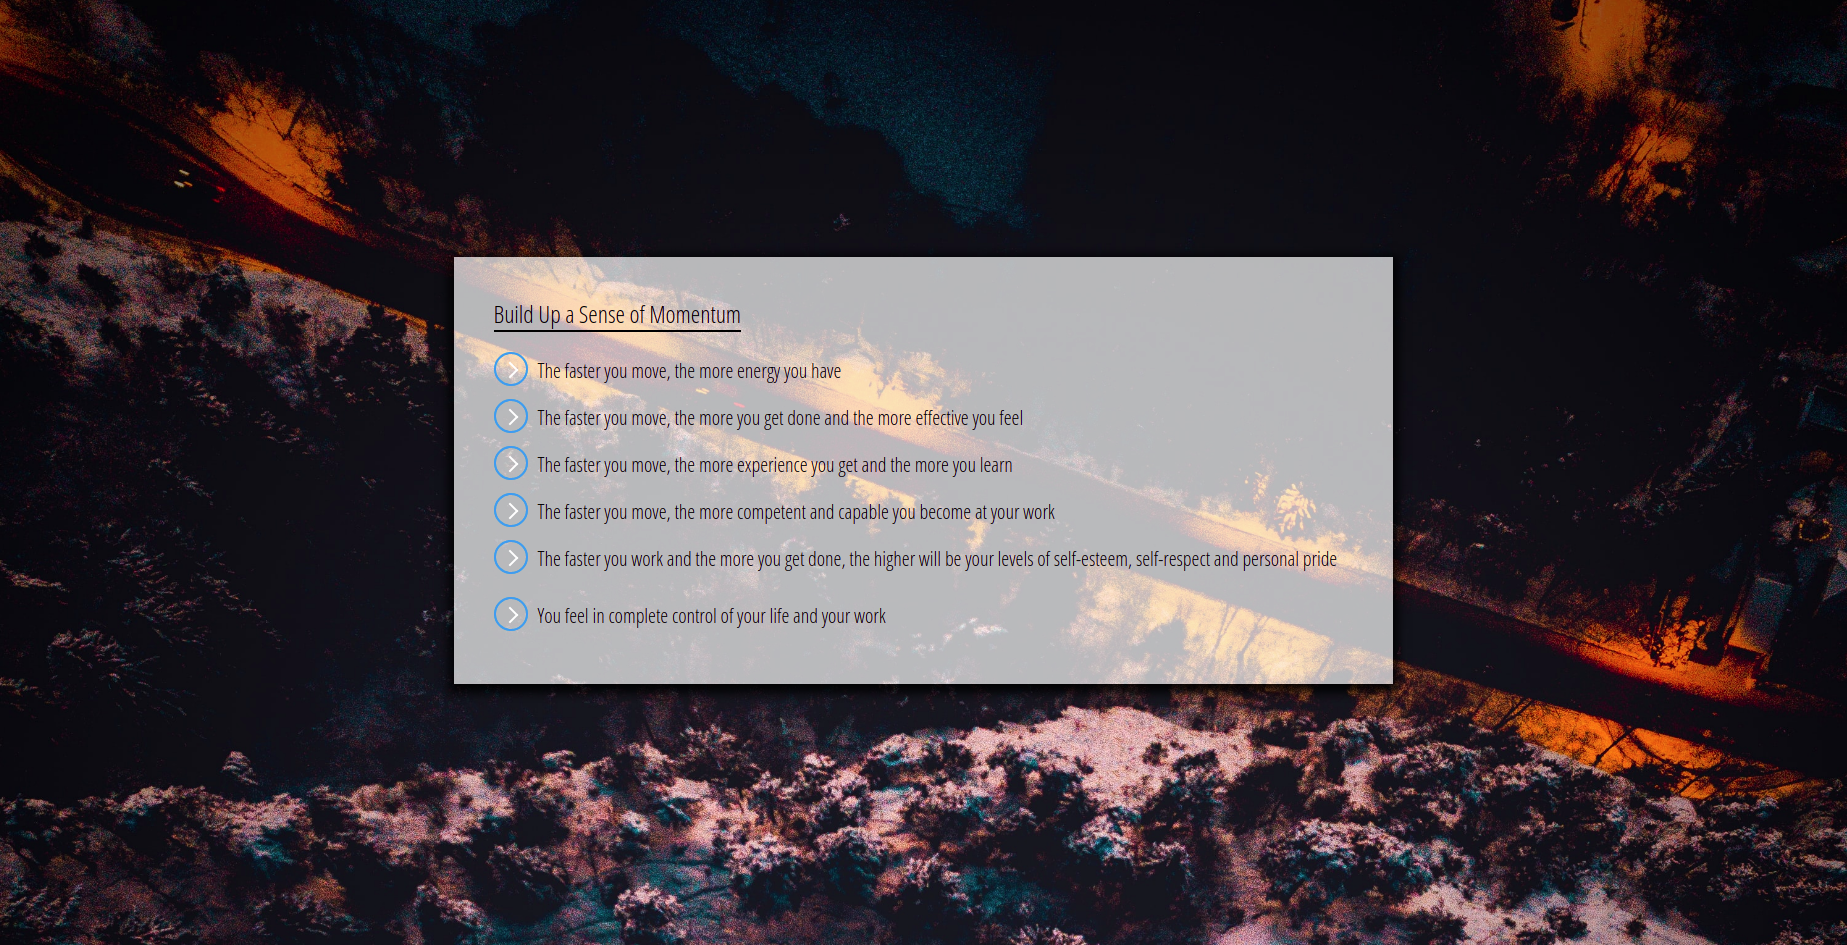 Build Up a Sense of Momentum
The faster you move, the more energy you have
The faster you move, the more you get done and the more effective you feel
The faster you move, the more experience you get and the more you learn
The faster you move, the more competent and capable you become at your work
The faster you work and the more you get done, the higher will be your levels of self-esteem, self-respect and personal pride
You feel in complete control of your life and your work